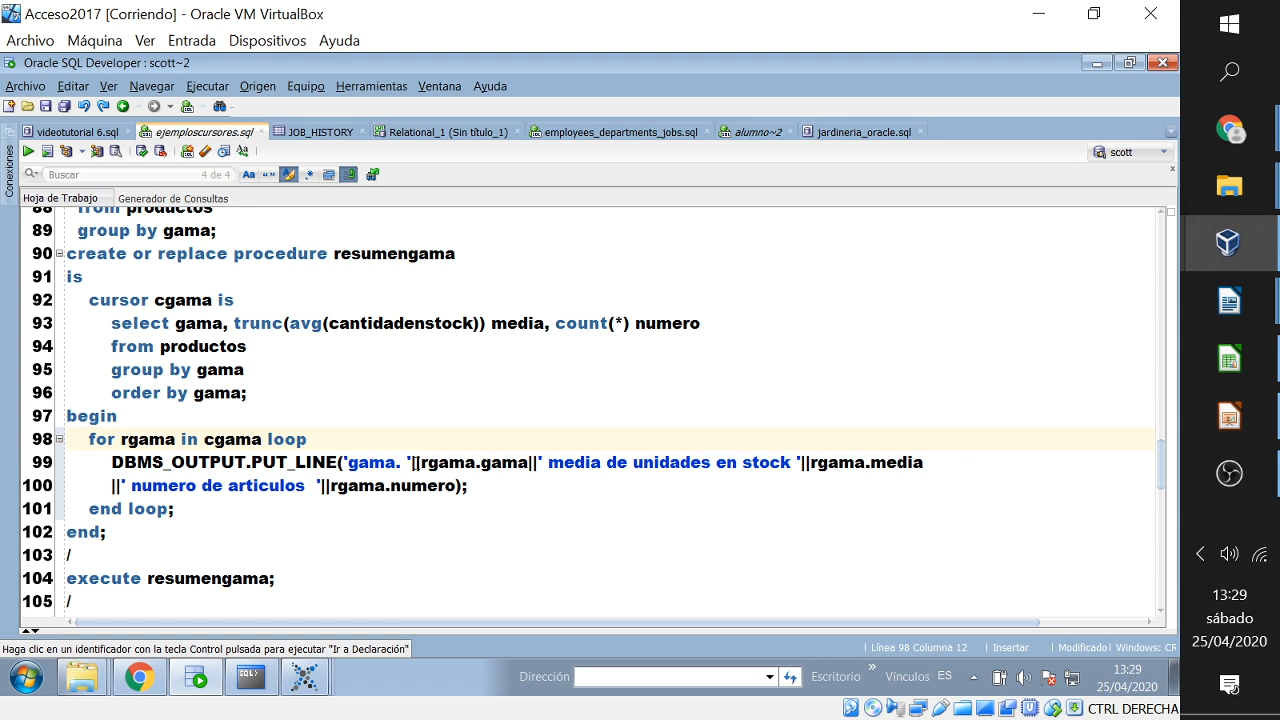 Acceso2017 [Corriendo] - Oracle VM VirtualBox
Archivo Máquina Ver Entrada Dispositivos Ayuda
Oracle SQL Developer : scott~2
Archivo Editar Ver Navegar Ejecutar Origen Equipo Herramientas Ventana Ayuda
videotutorial 6.sql ejemploscursores.sql JOB_HISTORY Relational_1 (Sin título_1) employees_departments_jobs.sql alumno~2 jardineria_oracle.sql
scott
Conexiones
Buscar 4 de 4 Aa
Hoja de Trabajo Generador de Consultas
88 from productos
89 group by gama;
90 create or replace procedure resumengama
91 is
92 cursor cgama is
93 select gama, trunc(avg(cantidadenstock)) media, count(*) numero
94 from productos
95 group by gama
96 order by gama;
97 begin
98 for rgama in cgama loop
99 DBMS_OUTPUT.PUT_LINE('gama. '||rgama.gama||' media de unidades en stock '||rgama.media
100 ||' numero de articulos  '||rgama.numero);
101 end loop;
102 end;
103 /
104 execute resumengama;
105 /
Haga clic en un identificador con la tecla Control pulsada para ejecutar "Ir a Declaración"
Línea 98 Columna 12 Insertar Modificado Windows: CR
Dirección Escritorio » Vínculos ES 13:29
25/04/2020
CTRL DERECHA
13:29
sábado
25/04/2020